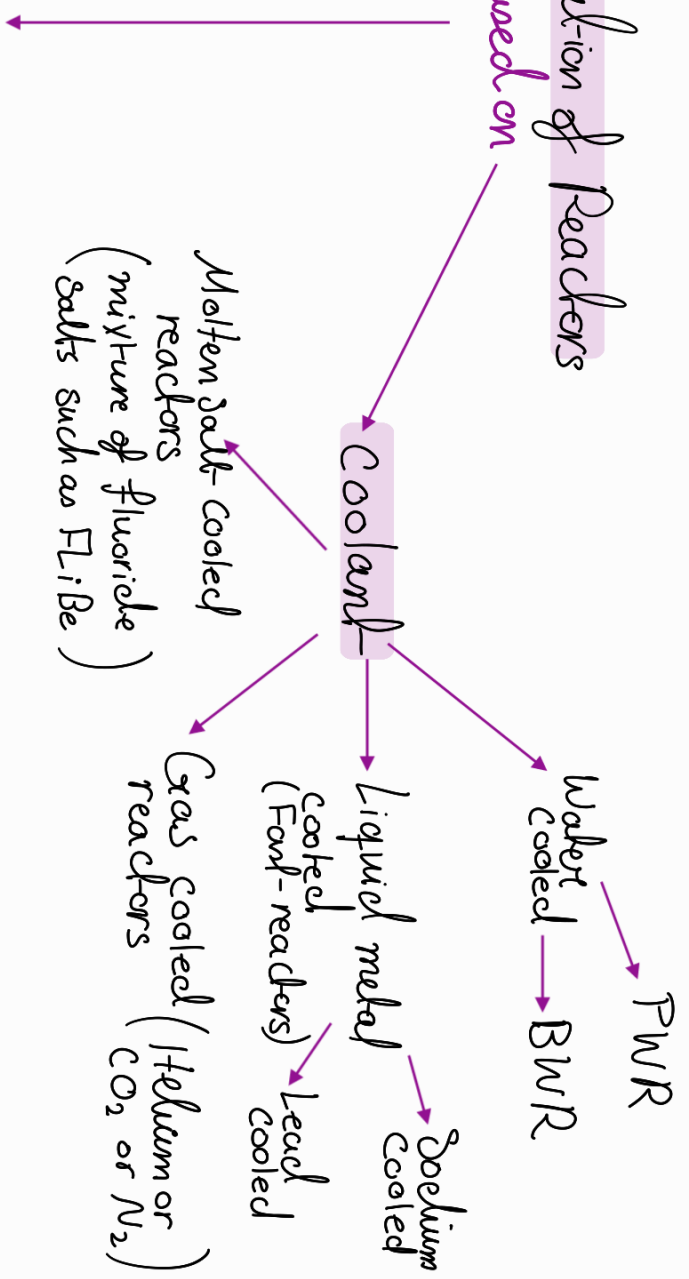 ation of Reactors
ased on
Coolant
Water
cooled
PWR
BWR
Liquid metal
cooled
(Fast-reactors)
Sodium
cooled
Lead
cooled
Gas cooled
reactors
(Helium or
CO₂ or N₂)
Molten salt cooled
reactors
(mixture of fluoride
salts such as FLiBe)